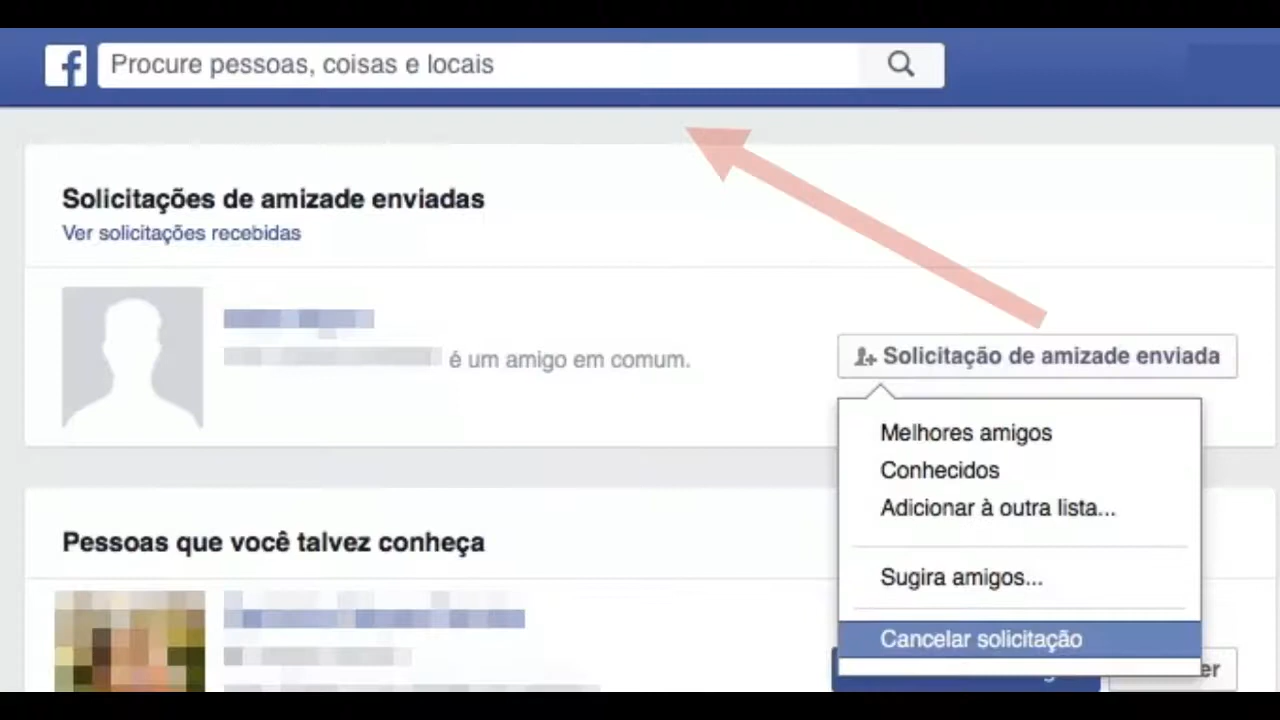 Procure pessoas, coisas e locais
Solicitações de amizade enviadas
Ver solicitações recebidas
é um amigo em comum.
Solicitação de amizade enviada
Melhores amigos
Conhecidos
Adicionar à outra lista...
Sugira amigos...
Cancelar solicitação
Pessoas que você talvez conheça